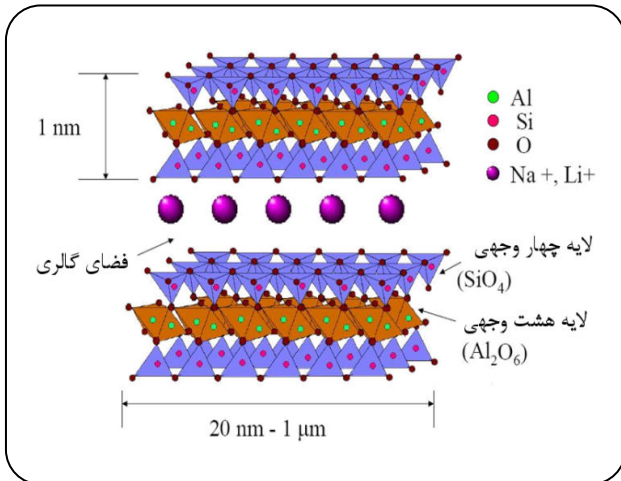 1 nm
Al
Si
O
Na +, Li+
فضای گالری
لایه چهار وجهی
(SiO₄)
لایه هشت وجهی
(Al₂O₆)
20 nm - 1 μm